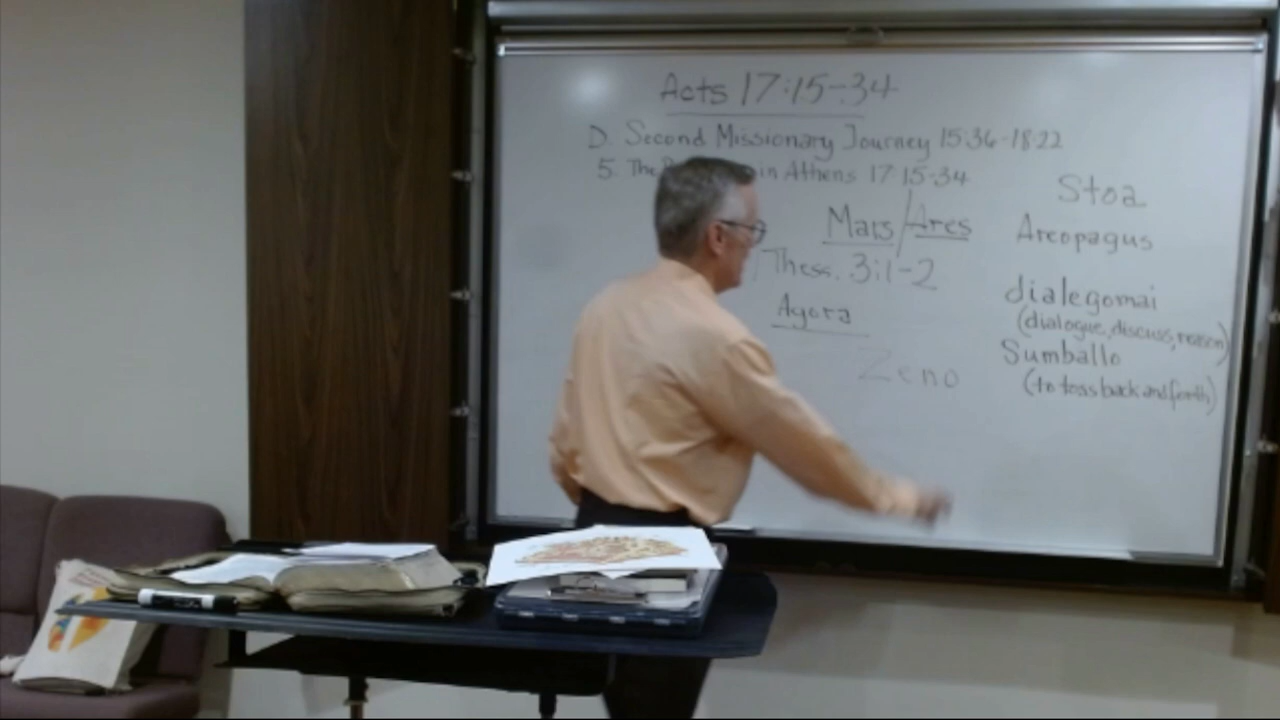 Acts 17:15-34
D. Second Missionary Journey 15:36-18:22
5. The in Athens 17:15-34
Mars/Ares
Thess. 3:1-2
Agora
Zeno
Stoa
Areopagus
dialegomai
(dialogue, discuss, reason)
Sumballo
(to toss back and forth)